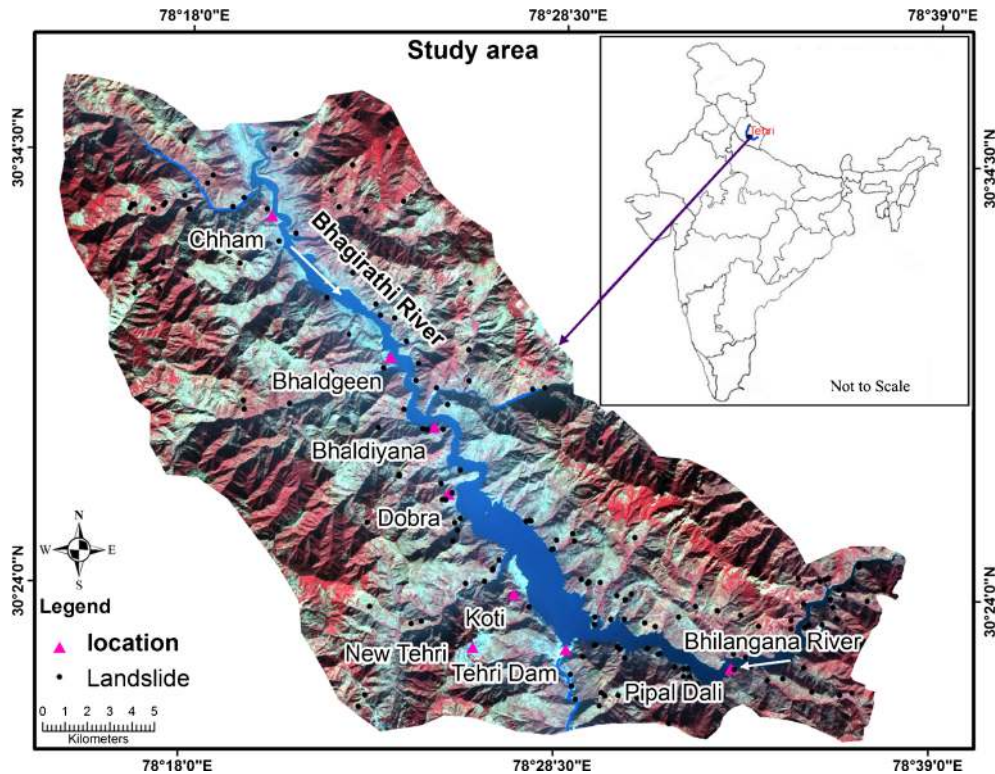 78°18'0"E
78°28'30"E
78°39'0"E
Study area
Tehri
30°34'30"N
30°34'30"N
Chham
Bhagirathi River
Bhaldgeen
Not to Scale
Bhaldiyana
Dobra
N
W
E
S
30°24'0"N
30°24'0"N
Legend
location
Landslide
Koti
New Tehri
Tehri Dam
Bhilangana River
Pipal Dali
0 1 2 3 4 5
Kilometers
78°18'0"E
78°28'30"E
78°39'0"E